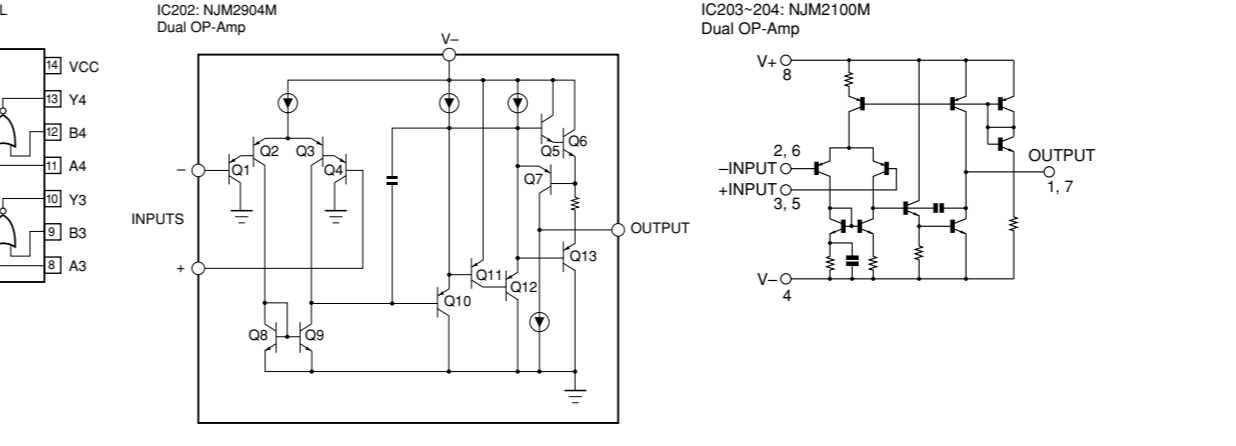 L
14 VCC
13 Y4
12 B4
11 A4
10 Y3
9 B3
8 A3
IC202: NJM2904M
Dual OP-Amp
V–
Q1
Q2
Q3
Q4
Q5
Q6
Q7
–
INPUTS
+
OUTPUT
Q13
Q11
Q12
Q10
Q8
Q9
IC203~204: NJM2100M
Dual OP-Amp
V+
8
2, 6
–INPUT
+INPUT
3, 5
OUTPUT
1, 7
V–
4